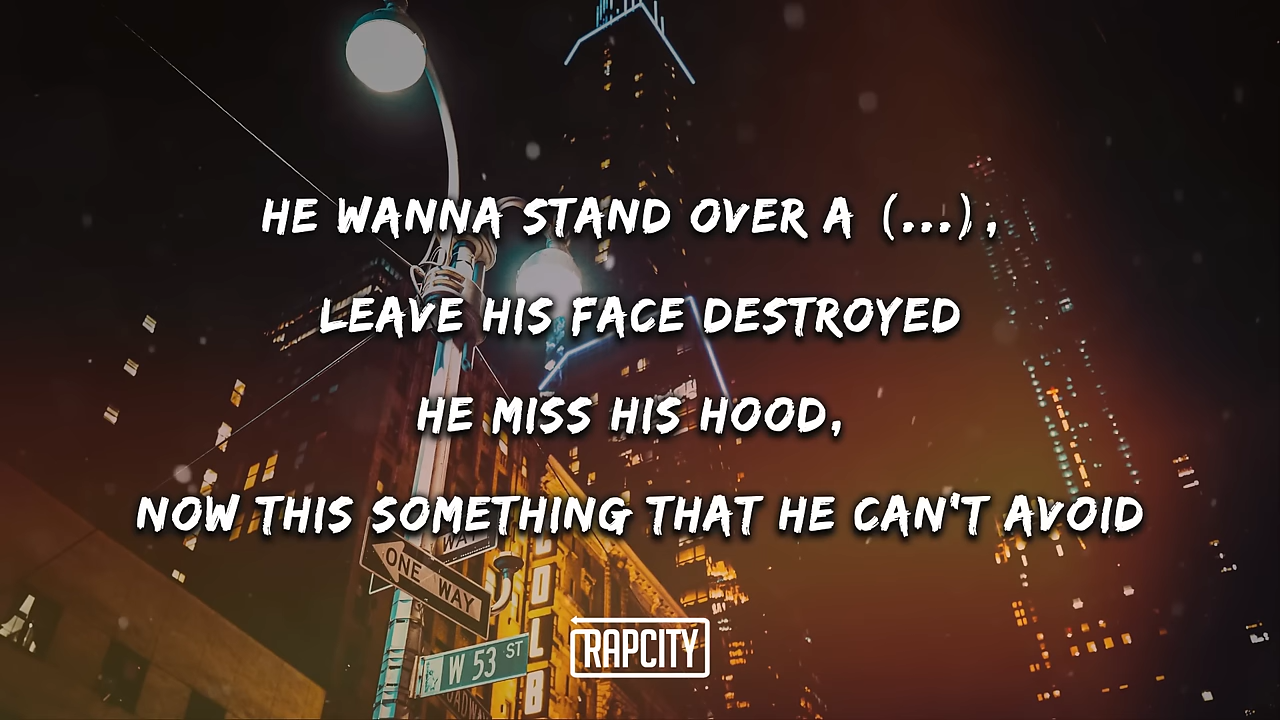 HE WANNA STAND OVER A (...),
LEAVE HIS FACE DESTROYED
HE MISS HIS HOOD,
NOW THIS SOMETHING THAT HE CAN'T AVOID
WAY
ONE WAY
W 53 ST
RAPCITY